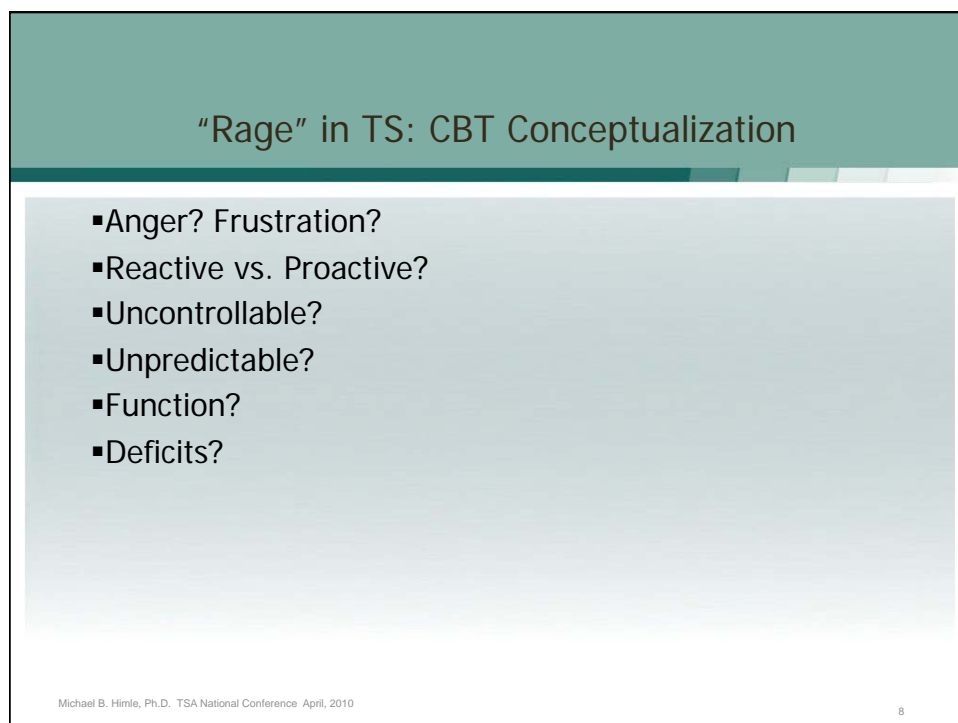 “Rage” in TS: CBT Conceptualization
▪Anger? Frustration?
▪Reactive vs. Proactive?
▪Uncontrollable?
▪Unpredictable?
▪Function?
▪Deficits?
Michael B. Himle, Ph.D. TSA National Conference April, 2010
8